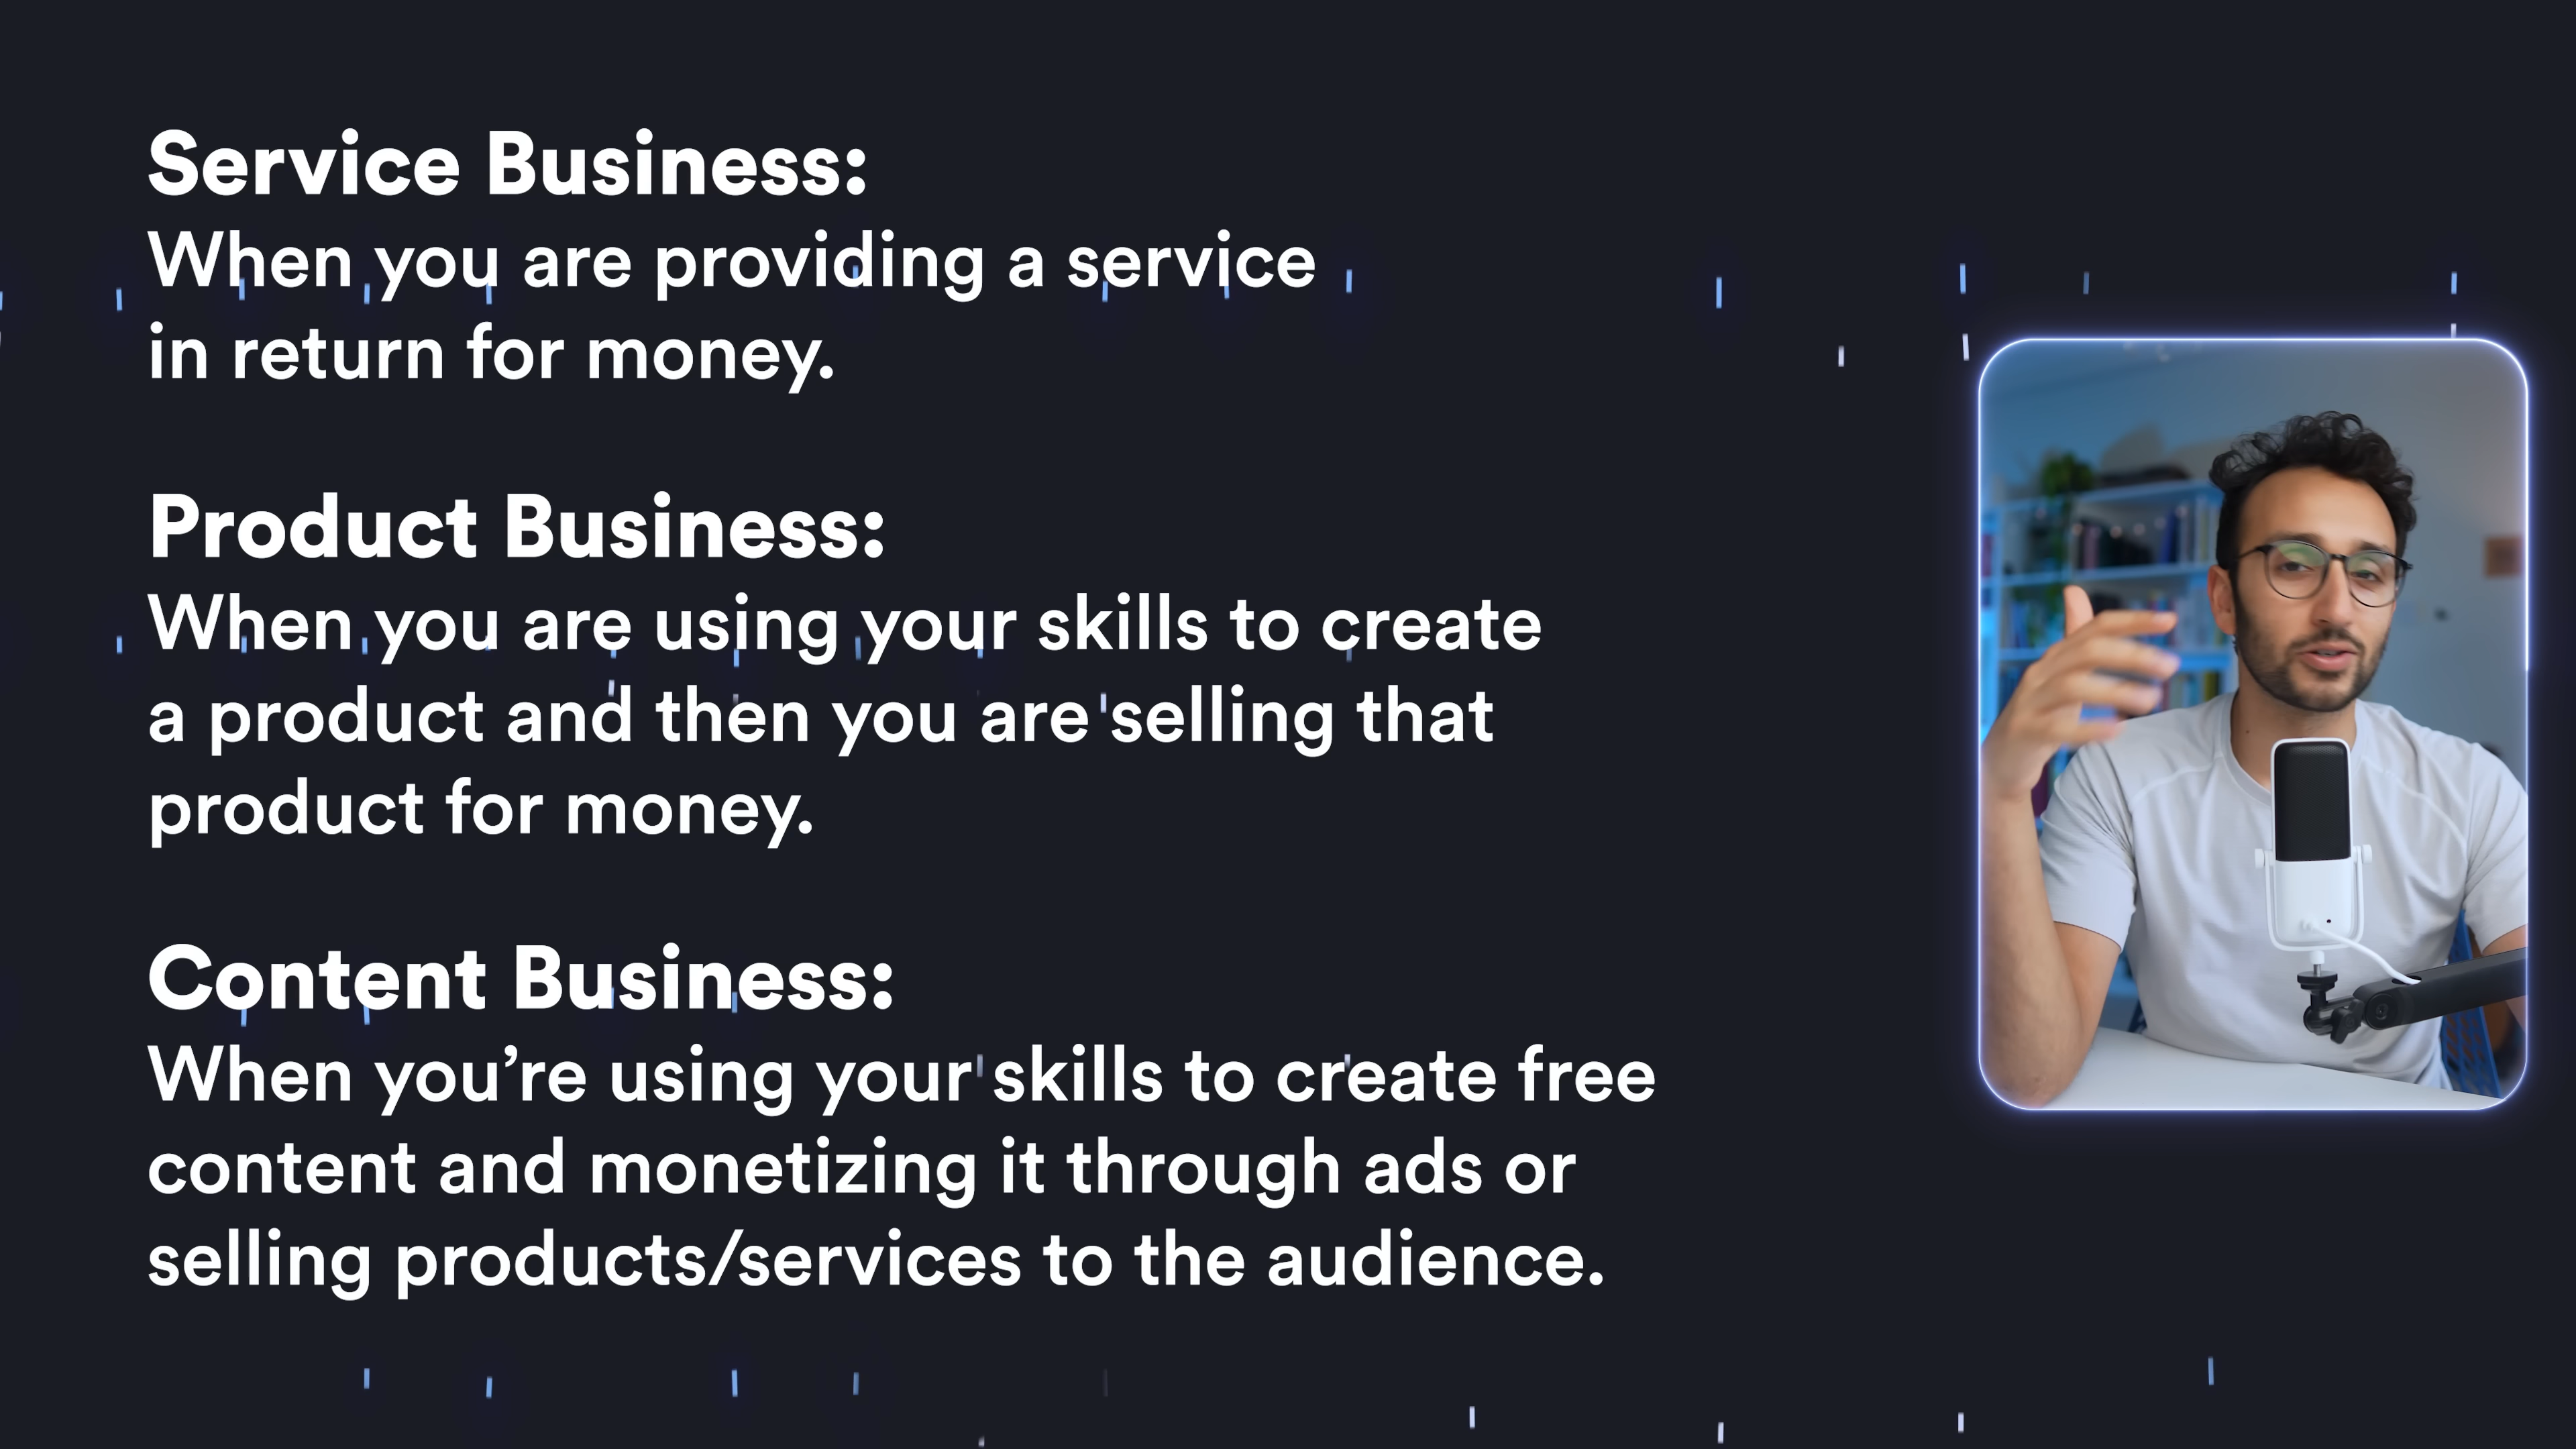 Service Business:
When you are providing a service
in return for money.
Product Business:
When you are using your skills to create
a product and then you are selling that
product for money.
Content Business:
When you’re using your skills to create free
content and monetizing it through ads or
selling products/services to the audience.